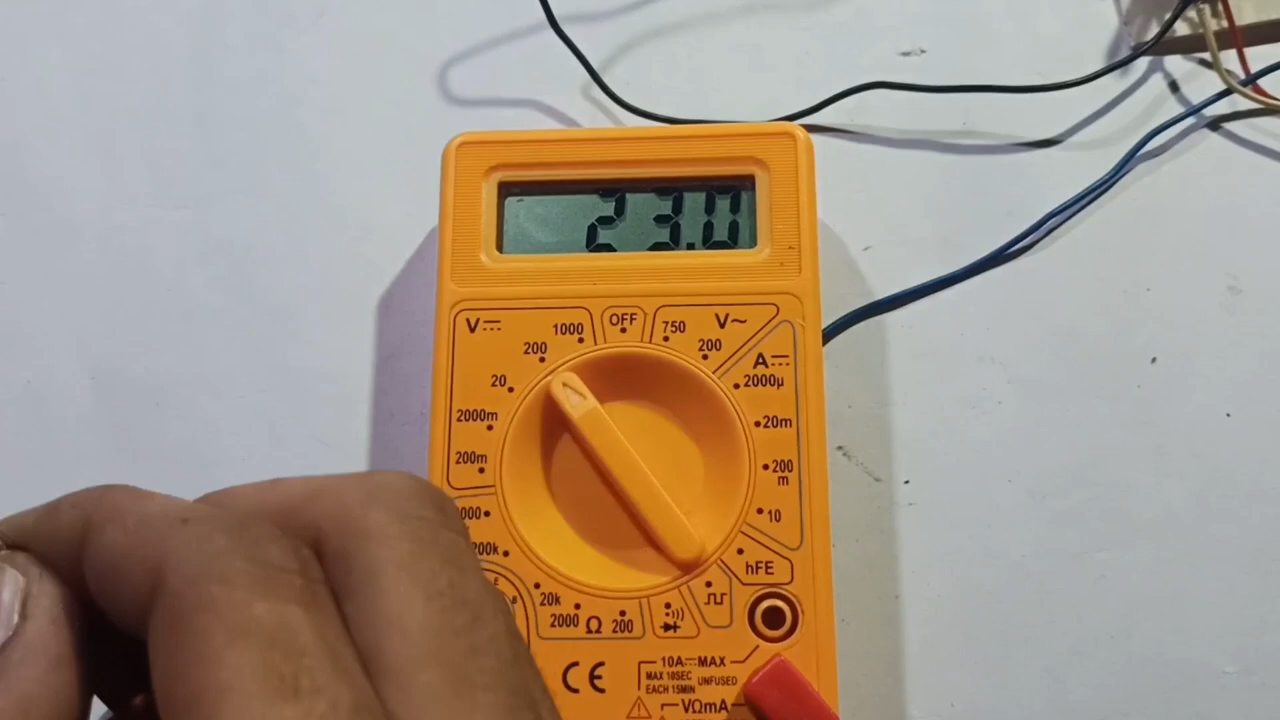 23.0
V⎓
1000
OFF
750
V~
200
200
A⎓
20
2000µ
2000m
20m
200m
200
m
10
20k
hFE
2000
Ω
200
CE
10A⎓MAX
MAX 10SEC
EACH 15MIN
UNFUSED
VΩmA